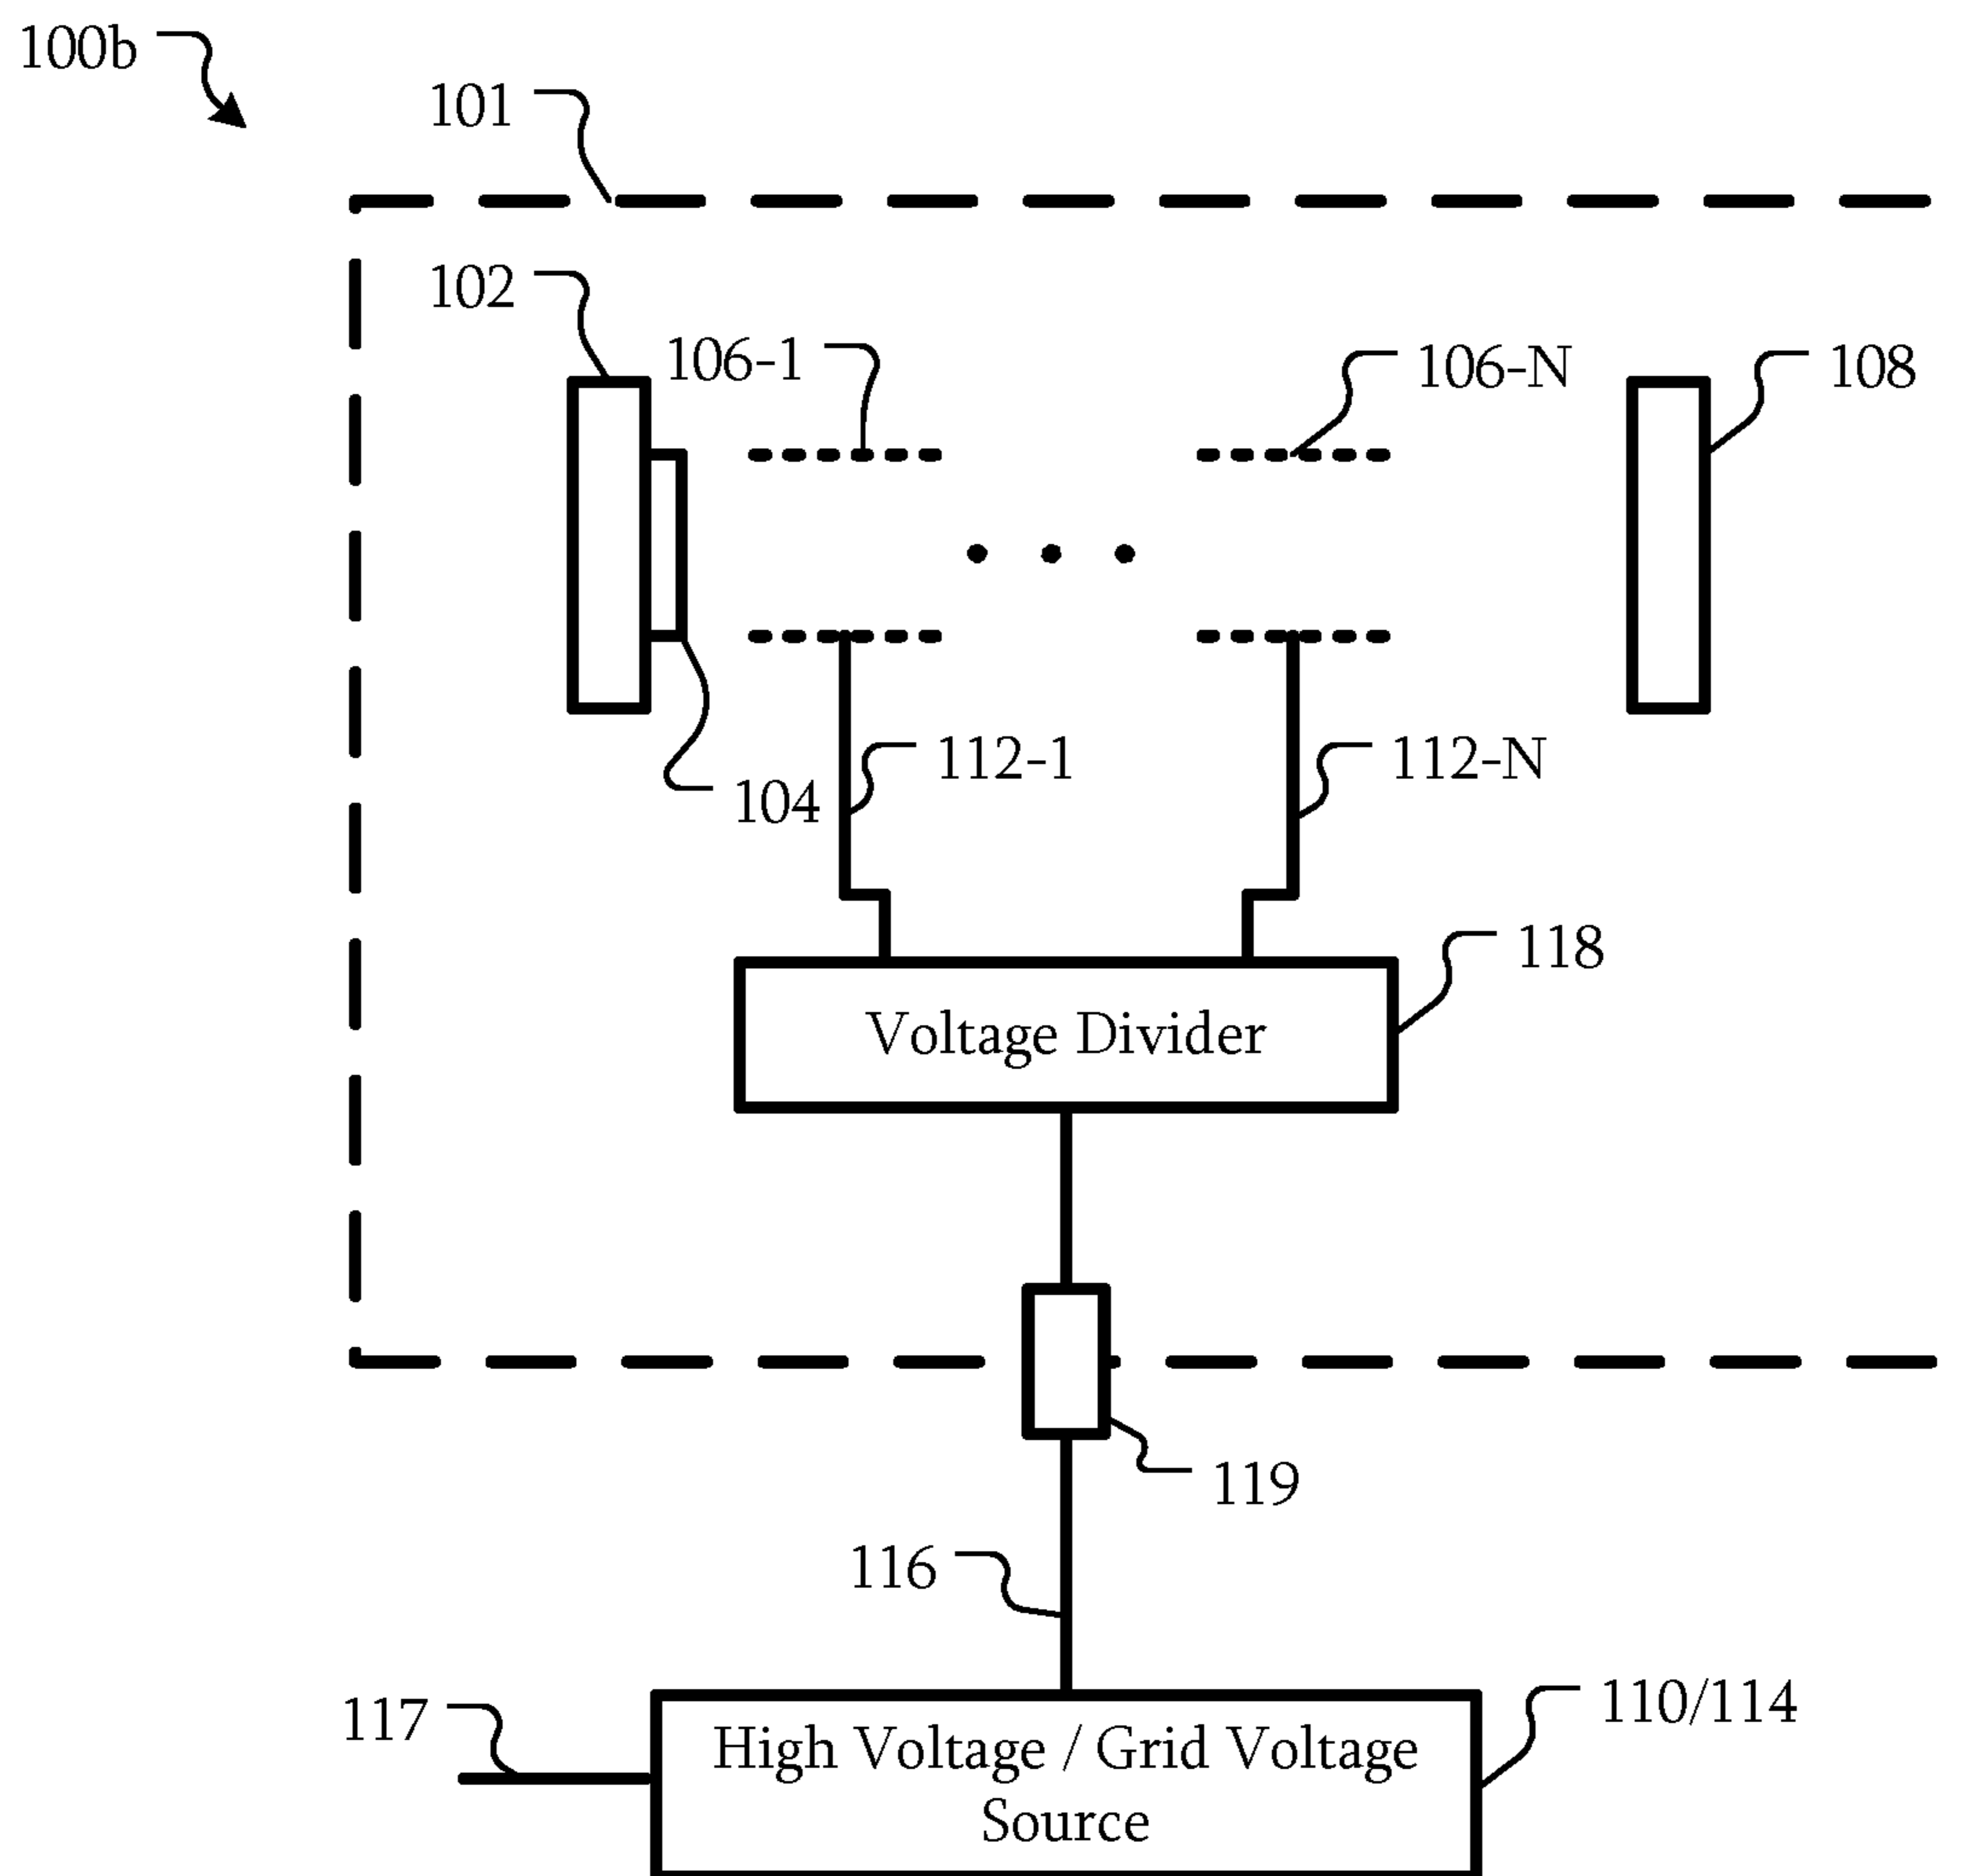 100b
101
102
106-1
106-N
108
112-1
112-N
104
118
Voltage Divider
119
116
117
110/114
High Voltage / Grid Voltage
Source